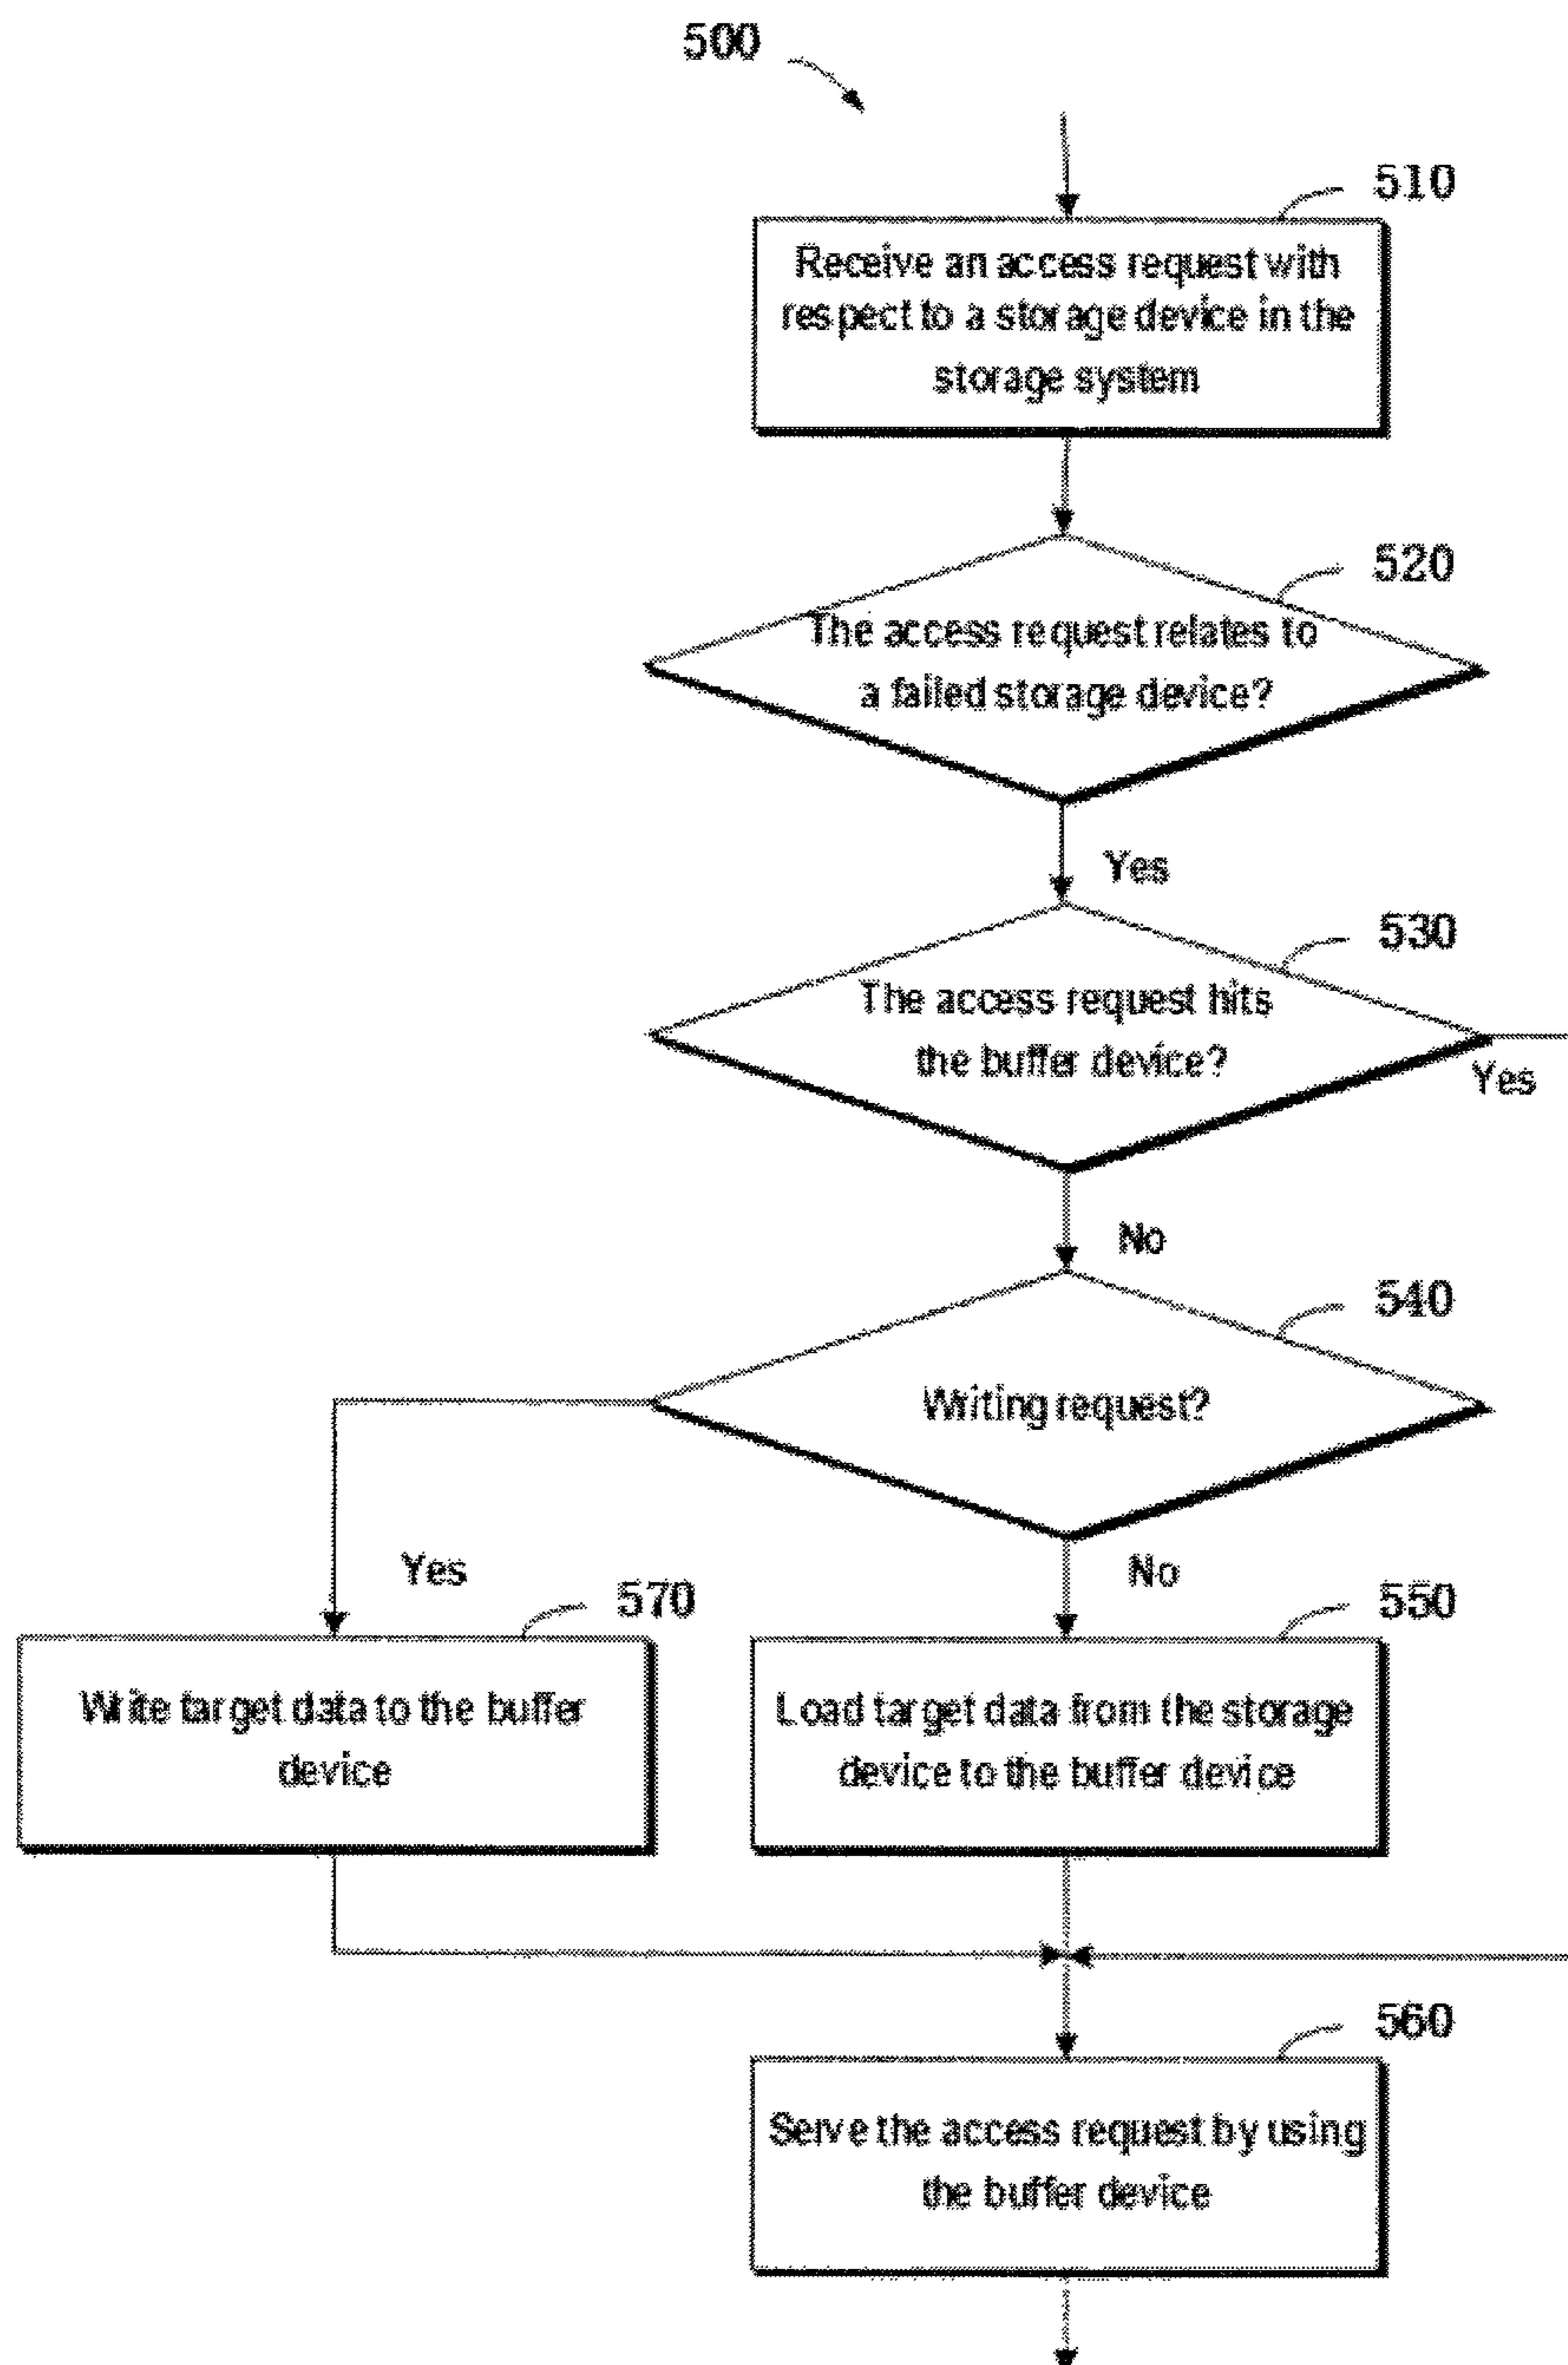 500
510
Receive an access request with
respect to a storage device in the
storage system
520
The access request relates to
a failed storage device?
Yes
530
The access request hits
the buffer device?
Yes
No
540
Writing request?
Yes
No
570
550
Write target data to the buffer
device
Load target data from the storage
device to the buffer device
560
Serve the access request by using
the buffer device